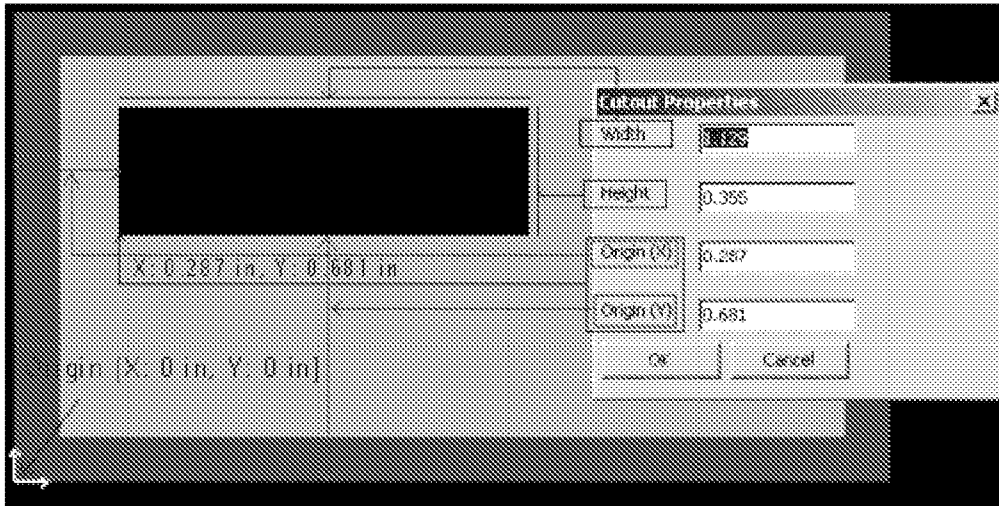 Cutout Properties
Width
Height
0.355
Origin (X)
0.287
X: 0.287 in, Y: 0.681 in
Origin (Y)
0.681
gin (X: 0 in, Y: 0 in)
OK
Cancel